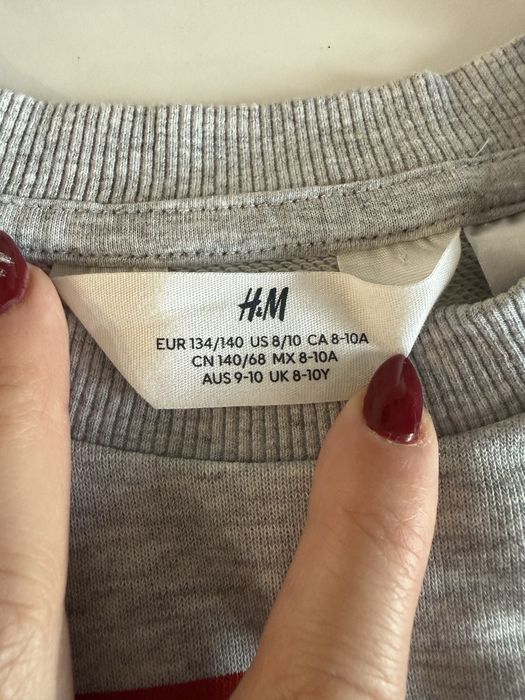 H&M
EUR 134/140 US 8/10 CA 8-10A
CN 140/68 MX 8-10A
AUS 9-10 UK 8-10Y